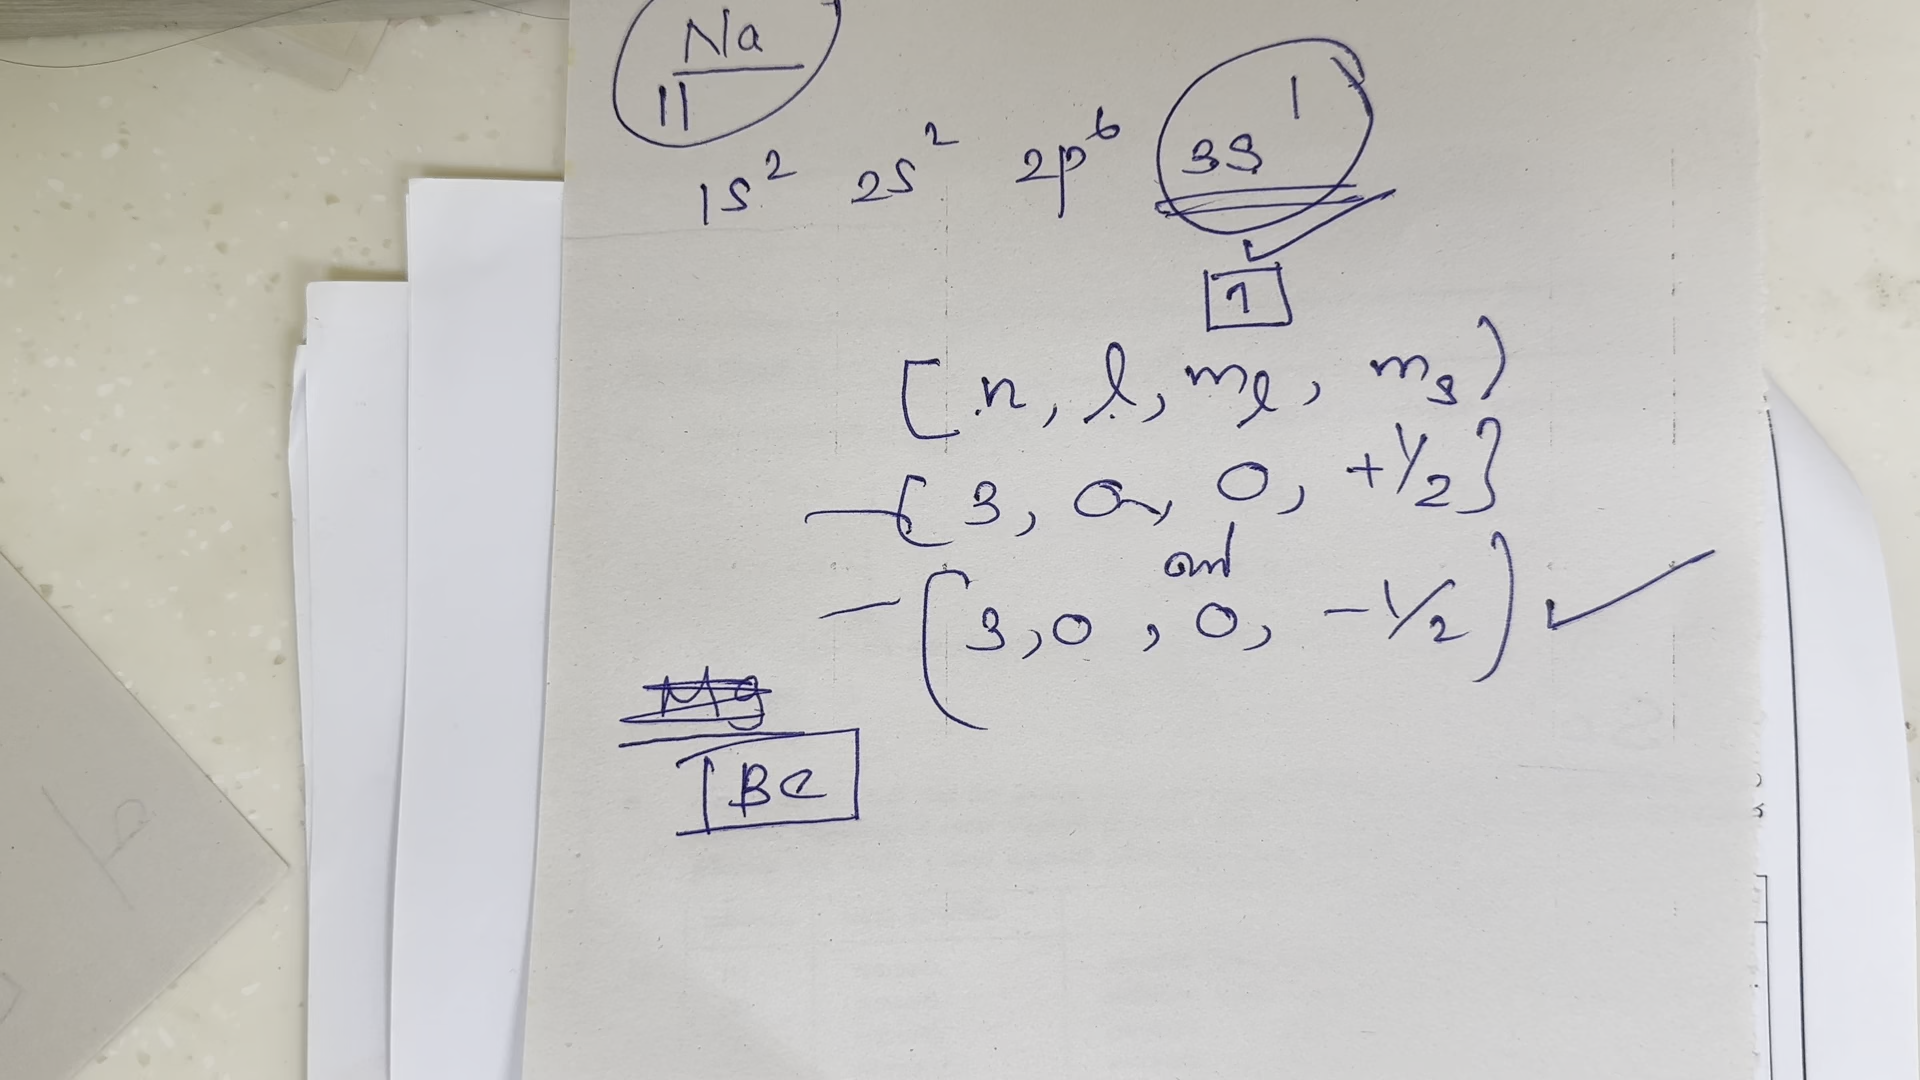 Na
11
1s² 2s² 2p⁶ 3s¹
1
[n, l, mₗ, mₛ)
{3, 0, 0, +1/2}
and
(3, 0, 0, -1/2) ✓
Mg
Be